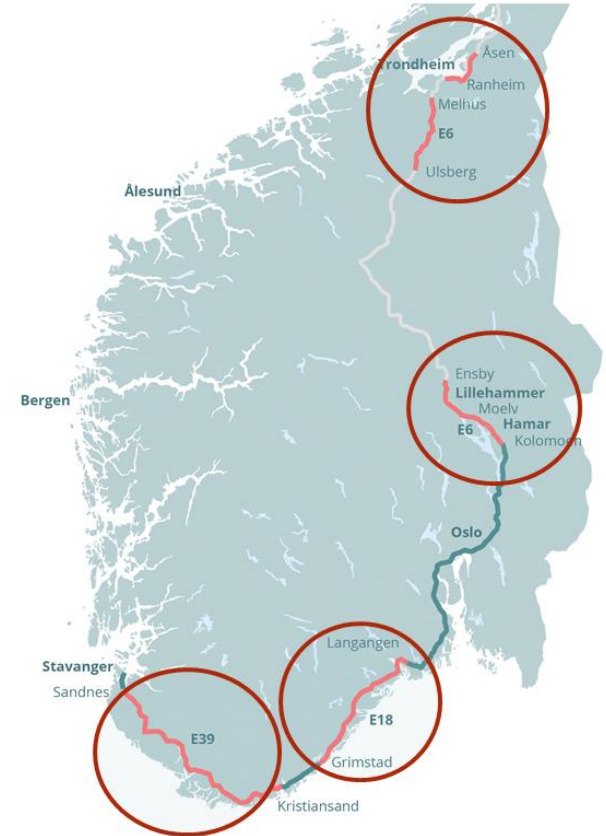 Åsen
Trondheim
Ranheim
Melhus
E6
Ulsberg
Ålesund
Ensby
Lillehammer
Moelv
Bergen
Hamar
E6
Kolomoen
Oslo
Langangen
Stavanger
Sandnes
E18
E39
Grimstad
Kristiansand